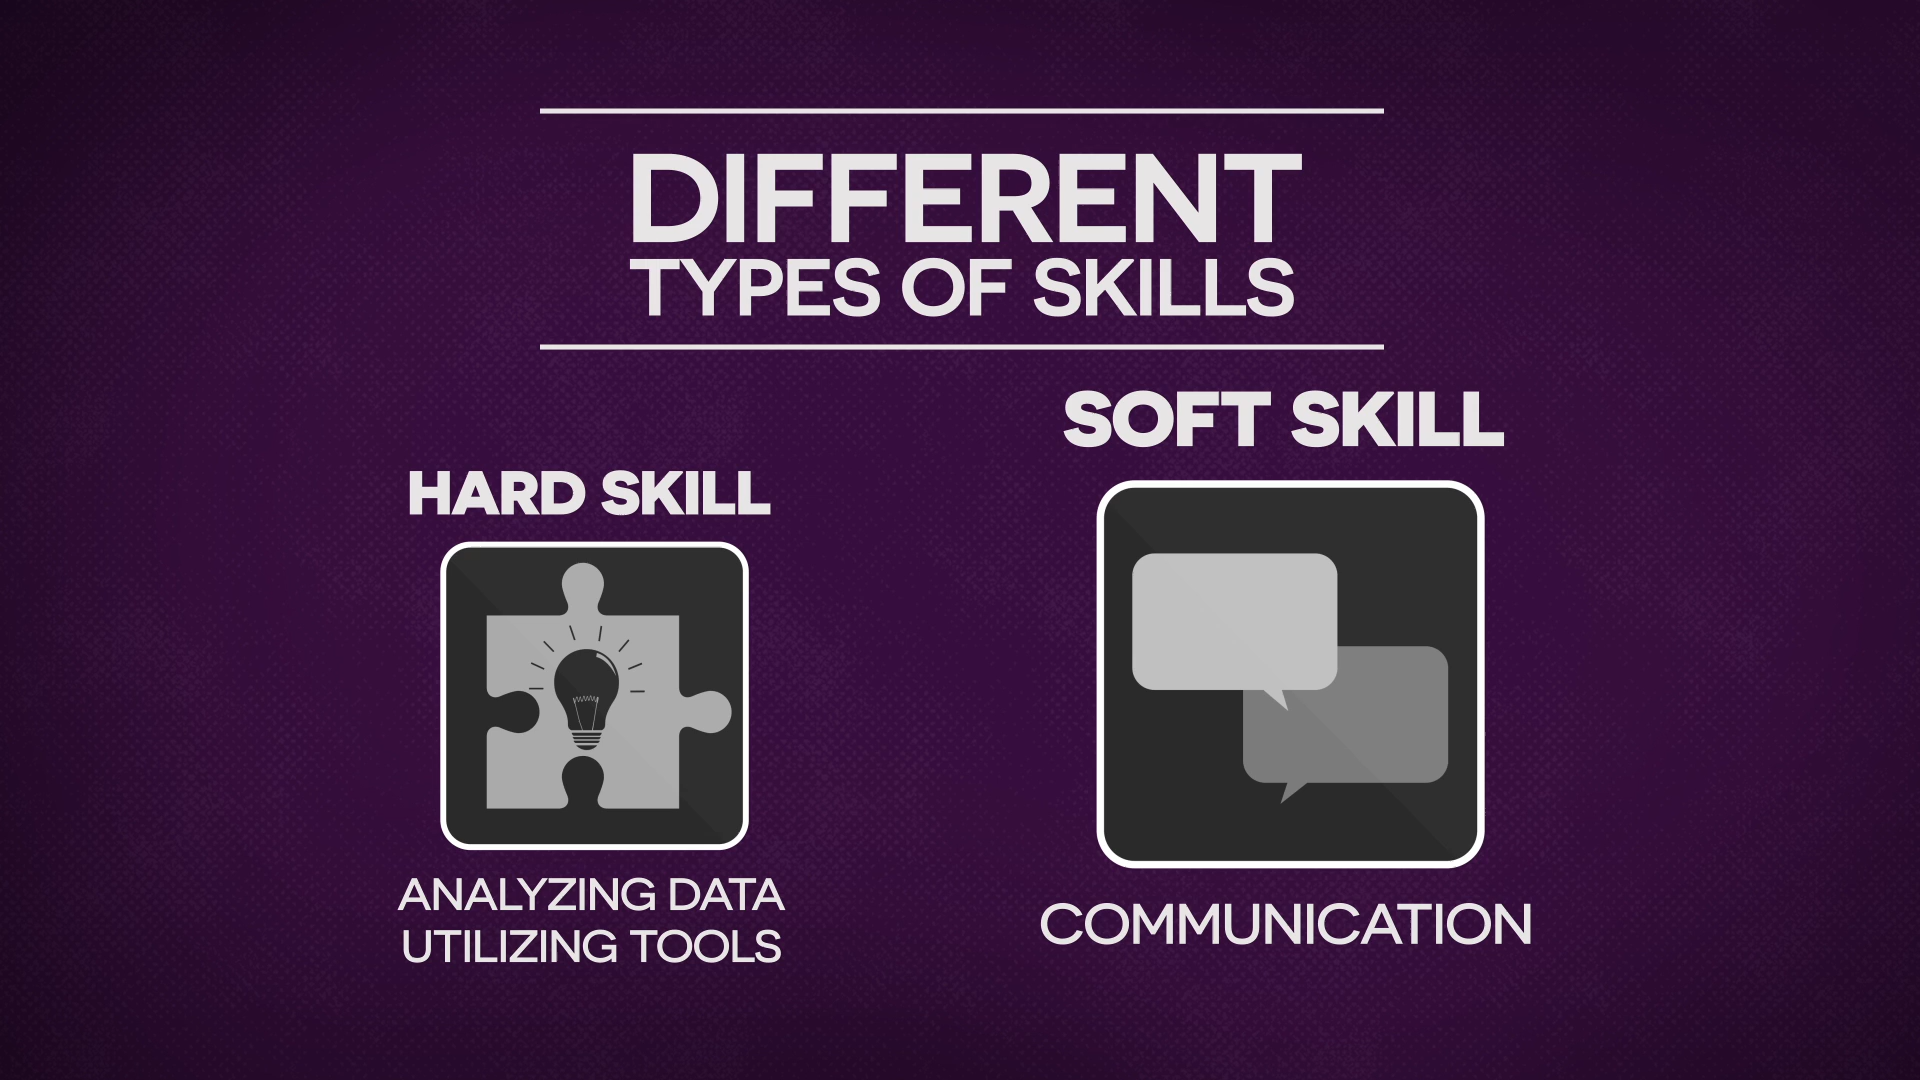 DIFFERENT
TYPES OF SKILLS
HARD SKILL
ANALYZING DATA
UTILIZING TOOLS
SOFT SKILL
COMMUNICATION